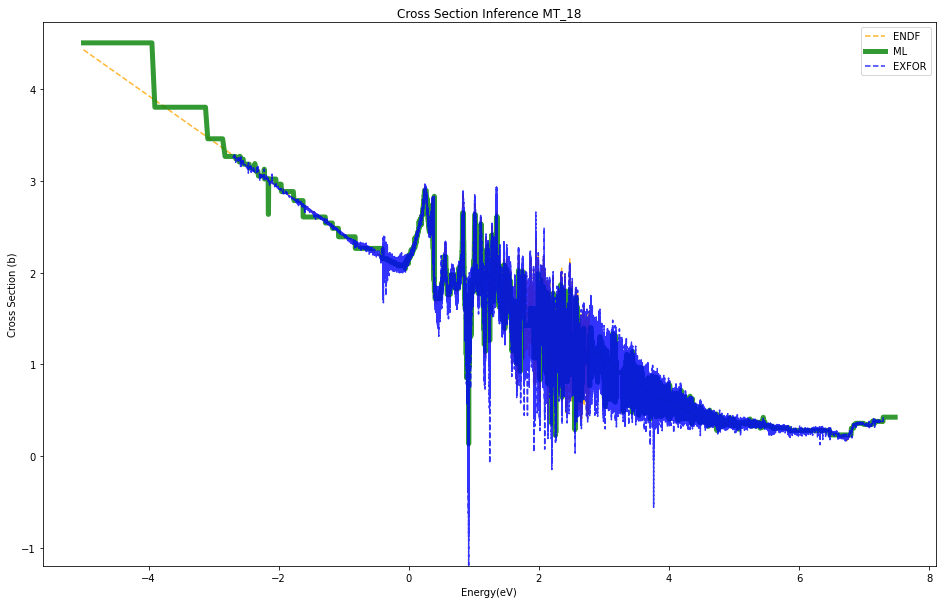 Cross Section Inference MT_18
ENDF
ML
EXFOR
Cross Section (b)
4
3
2
1
0
−1
−4
−2
0
2
4
6
8
Energy(eV)